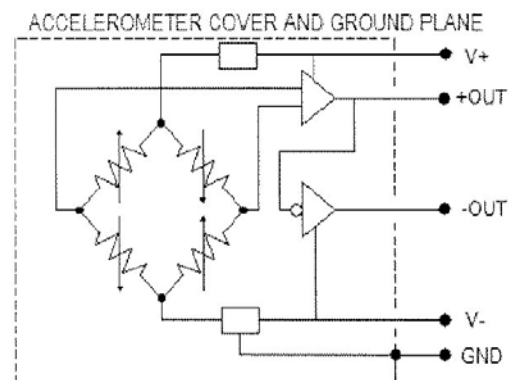 ACCELEROMETER COVER AND GROUND PLANE
V+
+OUT
-OUT
V-
GND